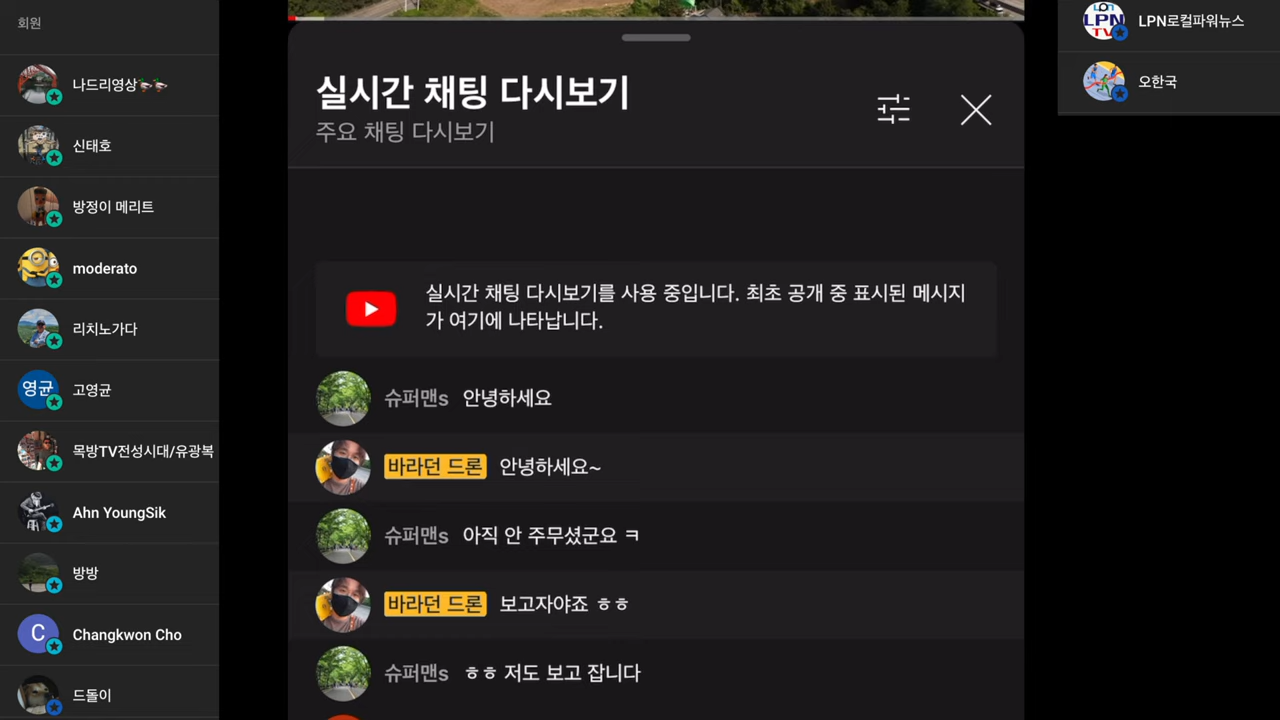 회원
나드리영상🦆🦆
신태호
방정이 메리트
moderato
리치노가다
영균
고영균
목방TV전성시대/유광복
Ahn YoungSik
방방
C
Changkwon Cho
드돌이
실시간 채팅 다시보기
주요 채팅 다시보기
실시간 채팅 다시보기를 사용 중입니다. 최초 공개 중 표시된 메시지
가 여기에 나타납니다.
슈퍼맨s 안녕하세요
바라던 드론 안녕하세요~
슈퍼맨s 아직 안 주무셨군요 ㅋ
바라던 드론 보고자야죠 ㅎㅎ
슈퍼맨s ㅎㅎ 저도 보고 잡니다
LPN
TV
LPN로컬파워뉴스
오한국